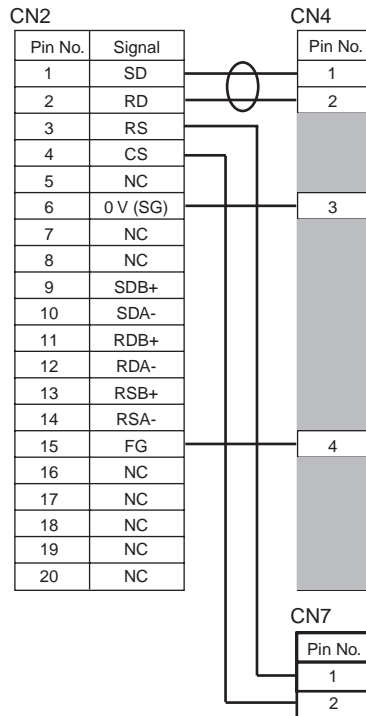 CN2
Pin No. Signal
1 SD
2 RD
3 RS
4 CS
5 NC
6 0 V (SG)
7 NC
8 NC
9 SDB+
10 SDA-
11 RDB+
12 RDA-
13 RSB+
14 RSA-
15 FG
16 NC
17 NC
18 NC
19 NC
20 NC
CN4
Pin No.
1
2
3
4
CN7
Pin No.
1
2